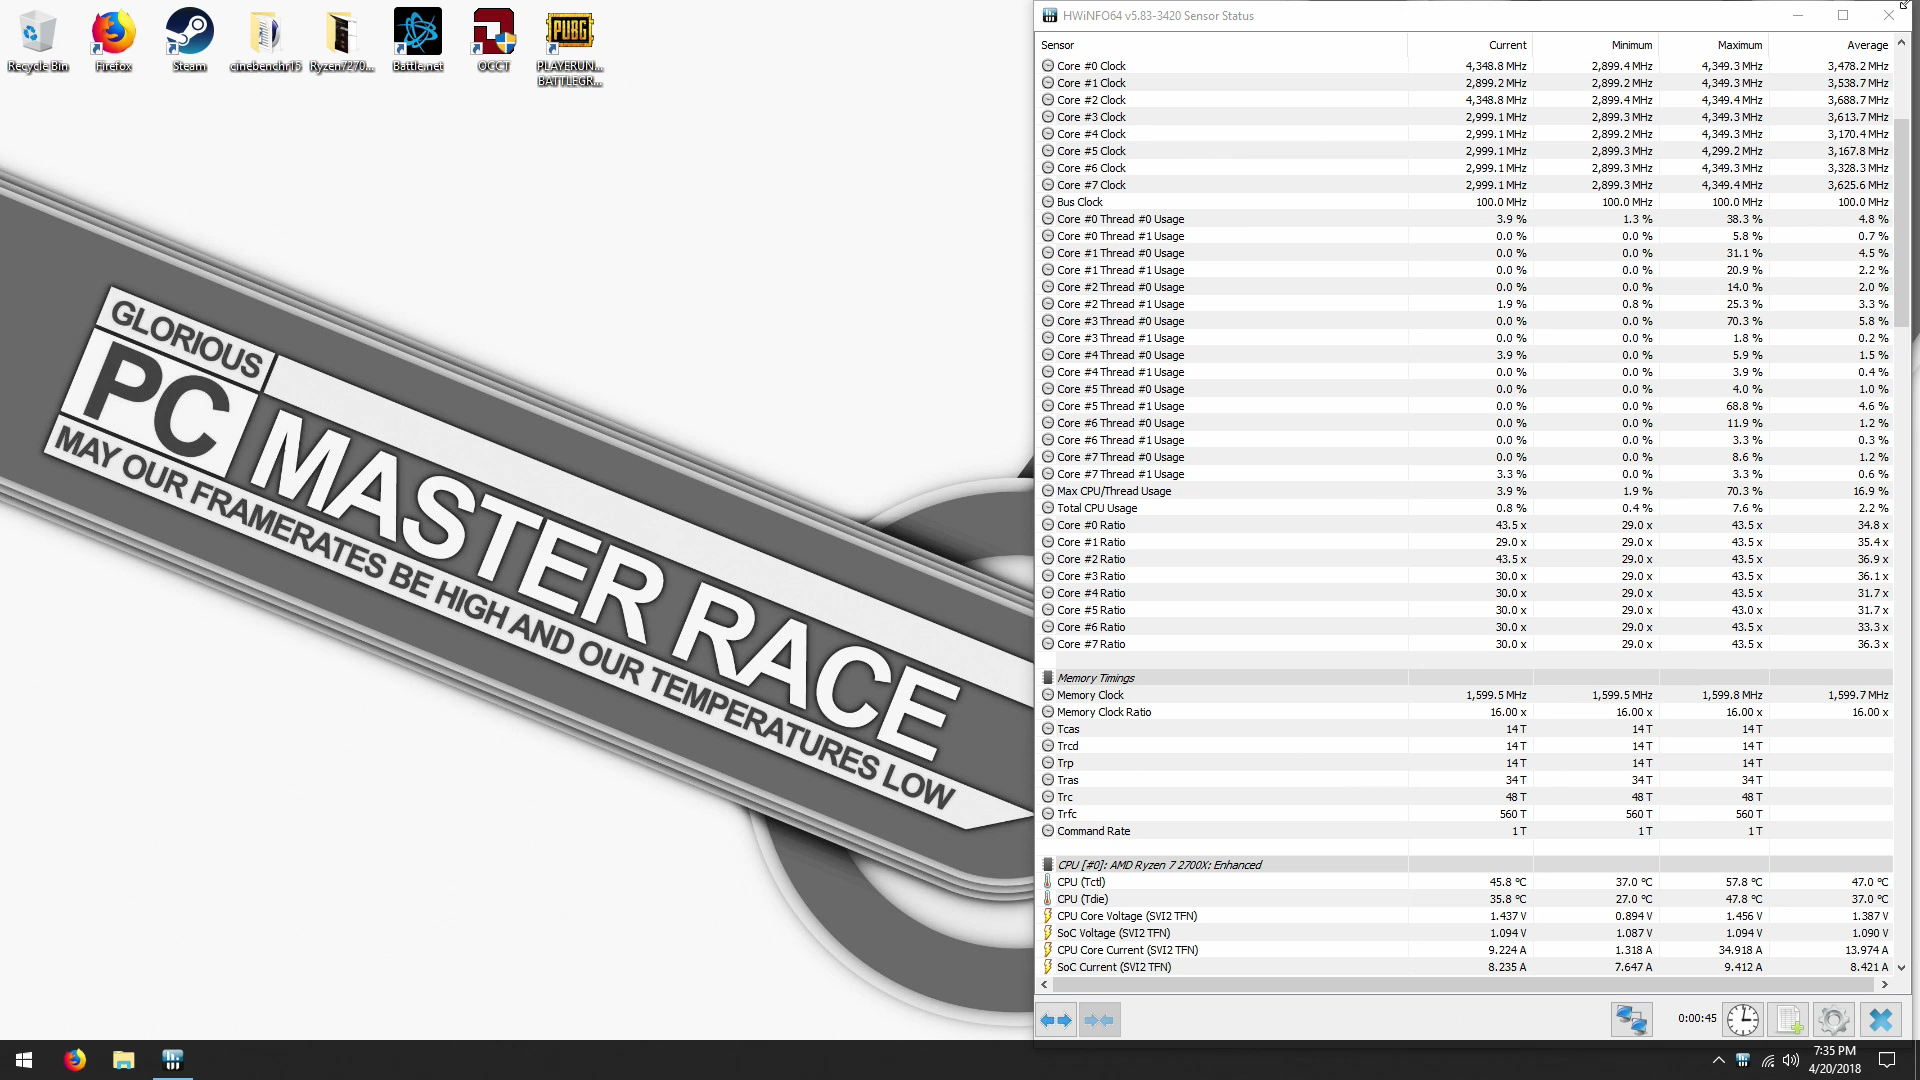 Recycle Bin
Firefox
Steam
cinebenchr15
Ryzen7270...
Battle.net
OCCT
PLAYERUN...
BATTLEGR...
PUBG
GLORIOUS
PC MASTER RACE
MAY OUR FRAMERATES BE HIGH AND OUR TEMPERATURES LOW
HWiNFO64 v5.83-3420 Sensor Status
Sensor Current Minimum Maximum Average
Core #0 Clock 4,348.8 MHz 2,899.4 MHz 4,349.3 MHz 3,478.2 MHz
Core #1 Clock 2,899.2 MHz 2,899.2 MHz 4,349.3 MHz 3,538.7 MHz
Core #2 Clock 4,348.8 MHz 2,899.4 MHz 4,349.4 MHz 3,688.7 MHz
Core #3 Clock 2,999.1 MHz 2,899.3 MHz 4,349.3 MHz 3,613.7 MHz
Core #4 Clock 2,999.1 MHz 2,899.2 MHz 4,349.3 MHz 3,170.4 MHz
Core #5 Clock 2,999.1 MHz 2,899.3 MHz 4,299.2 MHz 3,167.8 MHz
Core #6 Clock 2,999.1 MHz 2,899.3 MHz 4,349.3 MHz 3,328.3 MHz
Core #7 Clock 2,999.1 MHz 2,899.3 MHz 4,349.4 MHz 3,625.6 MHz
Bus Clock 100.0 MHz 100.0 MHz 100.0 MHz 100.0 MHz
Core #0 Thread #0 Usage 3.9 % 1.3 % 38.3 % 4.8 %
Core #0 Thread #1 Usage 0.0 % 0.0 % 5.8 % 0.7 %
Core #1 Thread #0 Usage 0.0 % 0.0 % 31.1 % 4.5 %
Core #1 Thread #1 Usage 0.0 % 0.0 % 20.9 % 2.2 %
Core #2 Thread #0 Usage 0.0 % 0.0 % 14.0 % 2.0 %
Core #2 Thread #1 Usage 1.9 % 0.8 % 25.3 % 3.3 %
Core #3 Thread #0 Usage 0.0 % 0.0 % 70.3 % 5.8 %
Core #3 Thread #1 Usage 0.0 % 0.0 % 1.8 % 0.2 %
Core #4 Thread #0 Usage 3.9 % 0.0 % 5.9 % 1.5 %
Core #4 Thread #1 Usage 0.0 % 0.0 % 3.9 % 0.4 %
Core #5 Thread #0 Usage 0.0 % 0.0 % 4.0 % 1.0 %
Core #5 Thread #1 Usage 0.0 % 0.0 % 68.8 % 4.6 %
Core #6 Thread #0 Usage 0.0 % 0.0 % 11.9 % 1.2 %
Core #6 Thread #1 Usage 0.0 % 0.0 % 3.3 % 0.3 %
Core #7 Thread #0 Usage 0.0 % 0.0 % 8.6 % 1.2 %
Core #7 Thread #1 Usage 3.3 % 0.0 % 3.3 % 0.6 %
Max CPU/Thread Usage 3.9 % 1.9 % 70.3 % 16.9 %
Total CPU Usage 0.8 % 0.4 % 7.6 % 2.2 %
Core #0 Ratio 43.5 x 29.0 x 43.5 x 34.8 x
Core #1 Ratio 29.0 x 29.0 x 43.5 x 35.4 x
Core #2 Ratio 43.5 x 29.0 x 43.5 x 36.9 x
Core #3 Ratio 30.0 x 29.0 x 43.5 x 36.1 x
Core #4 Ratio 30.0 x 29.0 x 43.5 x 31.7 x
Core #5 Ratio 30.0 x 29.0 x 43.0 x 31.7 x
Core #6 Ratio 30.0 x 29.0 x 43.5 x 33.3 x
Core #7 Ratio 30.0 x 29.0 x 43.5 x 36.3 x
Memory Timings
Memory Clock 1,599.5 MHz 1,599.5 MHz 1,599.8 MHz 1,599.7 MHz
Memory Clock Ratio 16.00 x 16.00 x 16.00 x 16.00 x
Tcas 14 T 14 T 14 T
Trcd 14 T 14 T 14 T
Trp 14 T 14 T 14 T
Tras 34 T 34 T 34 T
Trc 48 T 48 T 48 T
Trfc 560 T 560 T 560 T
Command Rate 1 T 1 T 1 T
CPU [#0]: AMD Ryzen 7 2700X: Enhanced
CPU (Tctl) 45.8 °C 37.0 °C 57.8 °C 47.0 °C
CPU (Tdie) 35.8 °C 27.0 °C 47.8 °C 37.0 °C
CPU Core Voltage (SVI2 TFN) 1.437 V 0.894 V 1.456 V 1.387 V
SoC Voltage (SVI2 TFN) 1.094 V 1.087 V 1.094 V 1.090 V
CPU Core Current (SVI2 TFN) 9.224 A 1.318 A 34.918 A 13.974 A
SoC Current (SVI2 TFN) 8.235 A 7.647 A 9.412 A 8.421 A
0:00:45
7:35 PM
4/20/2018